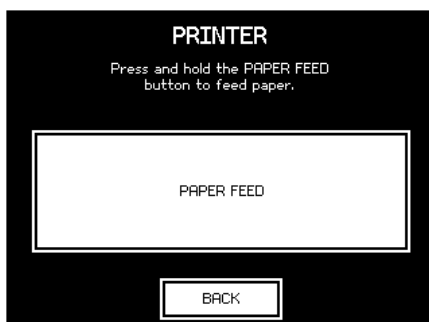 PRINTER
Press and hold the PAPER FEED
button to feed paper.
PAPER FEED
BACK